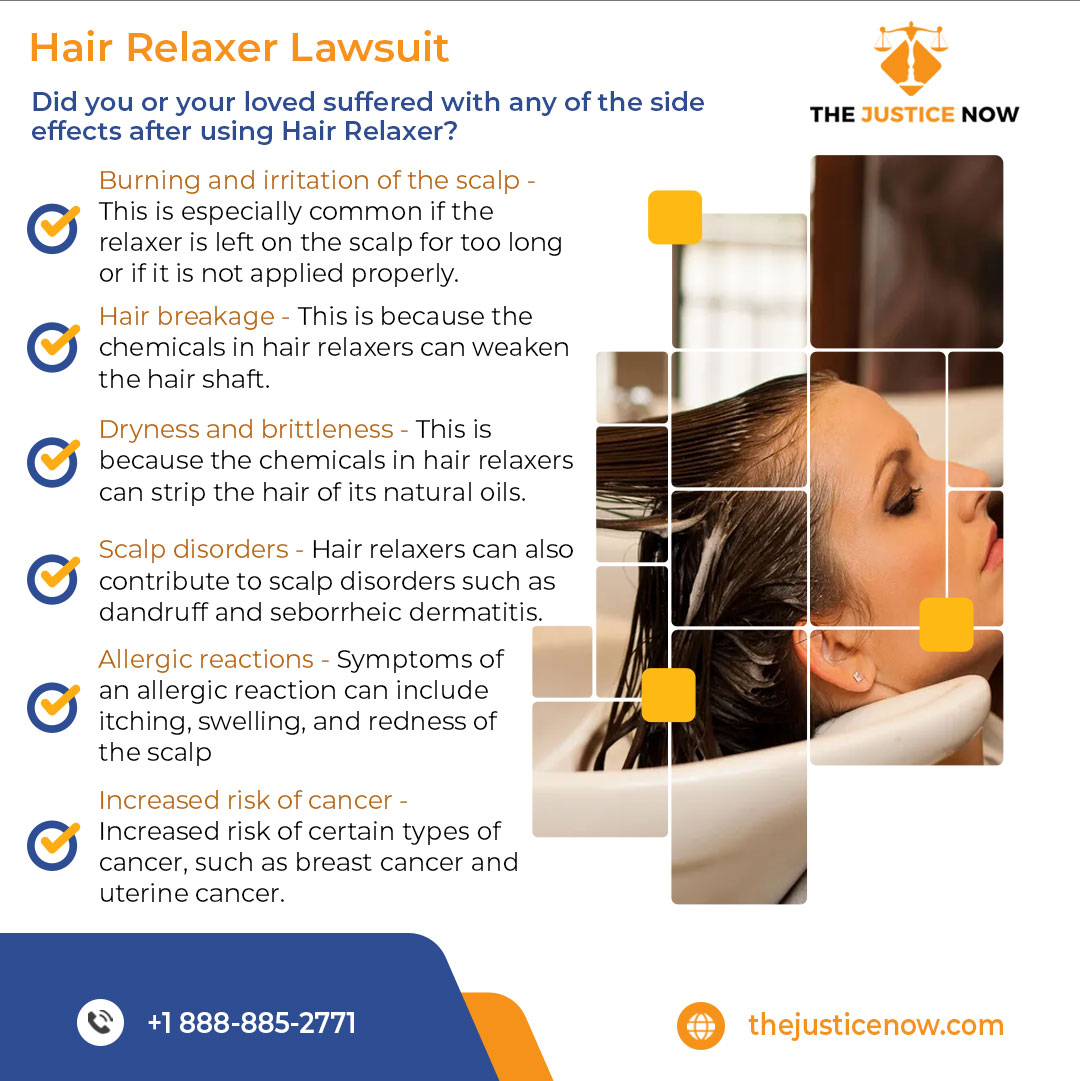 Hair Relaxer Lawsuit
THE JUSTICE NOW
Did you or your loved suffered with any of the side
effects after using Hair Relaxer?
Burning and irritation of the scalp -
This is especially common if the
relaxer is left on the scalp for too long
or if it is not applied properly.
Hair breakage - This is because the
chemicals in hair relaxers can weaken
the hair shaft.
Dryness and brittleness - This is
because the chemicals in hair relaxers
can strip the hair of its natural oils.
Scalp disorders - Hair relaxers can also
contribute to scalp disorders such as
dandruff and seborrheic dermatitis.
Allergic reactions - Symptoms of
an allergic reaction can include
itching, swelling, and redness of
the scalp
Increased risk of cancer -
Increased risk of certain types of
cancer, such as breast cancer and
uterine cancer.
+1 888-885-2771
thejusticenow.com